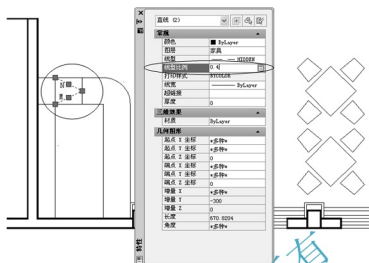 直线 (2)
常规
颜色 ByLayer
图层 家具
线型 HIDDEN
线型比例 0.4
打印样式 BYCOLOR
线宽 ByLayer
超链接
厚度 0
三维效果
材质 ByLayer
几何图形
起点 X 坐标 *多种*
起点 Y 坐标 *多种*
起点 Z 坐标 0
端点 X 坐标 *多种*
端点 Y 坐标 *多种*
端点 Z 坐标 0
增量 X *多种*
增量 Y -300
增量 Z 0
长度 670.8204
角度 *多种*
特性
有